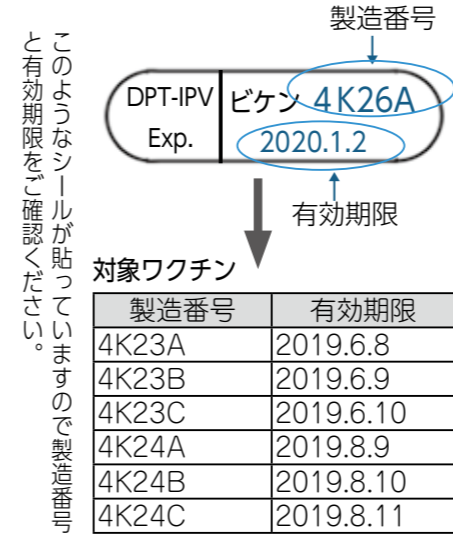 このようなシールが貼っていますので製造番号
と有効期限をご確認ください。
製造番号
DPT-IPV ビケン 4K26A
Exp. 2020.1.2
有効期限
対象ワクチン
製造番号 有効期限
4K23A 2019.6.8
4K23B 2019.6.9
4K23C 2019.6.10
4K24A 2019.8.9
4K24B 2019.8.10
4K24C 2019.8.11